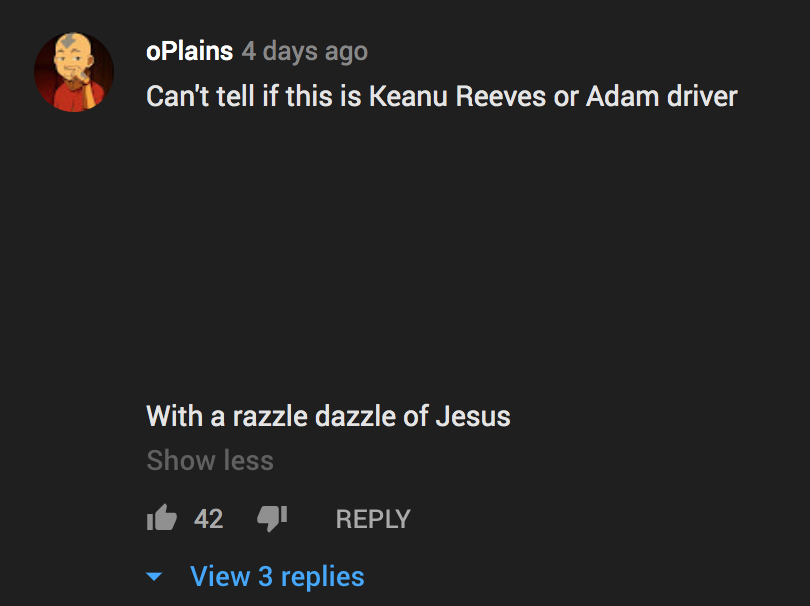 oPlains 4 days ago
Can't tell if this is Keanu Reeves or Adam driver
With a razzle dazzle of Jesus
Show less
42 REPLY
View 3 replies